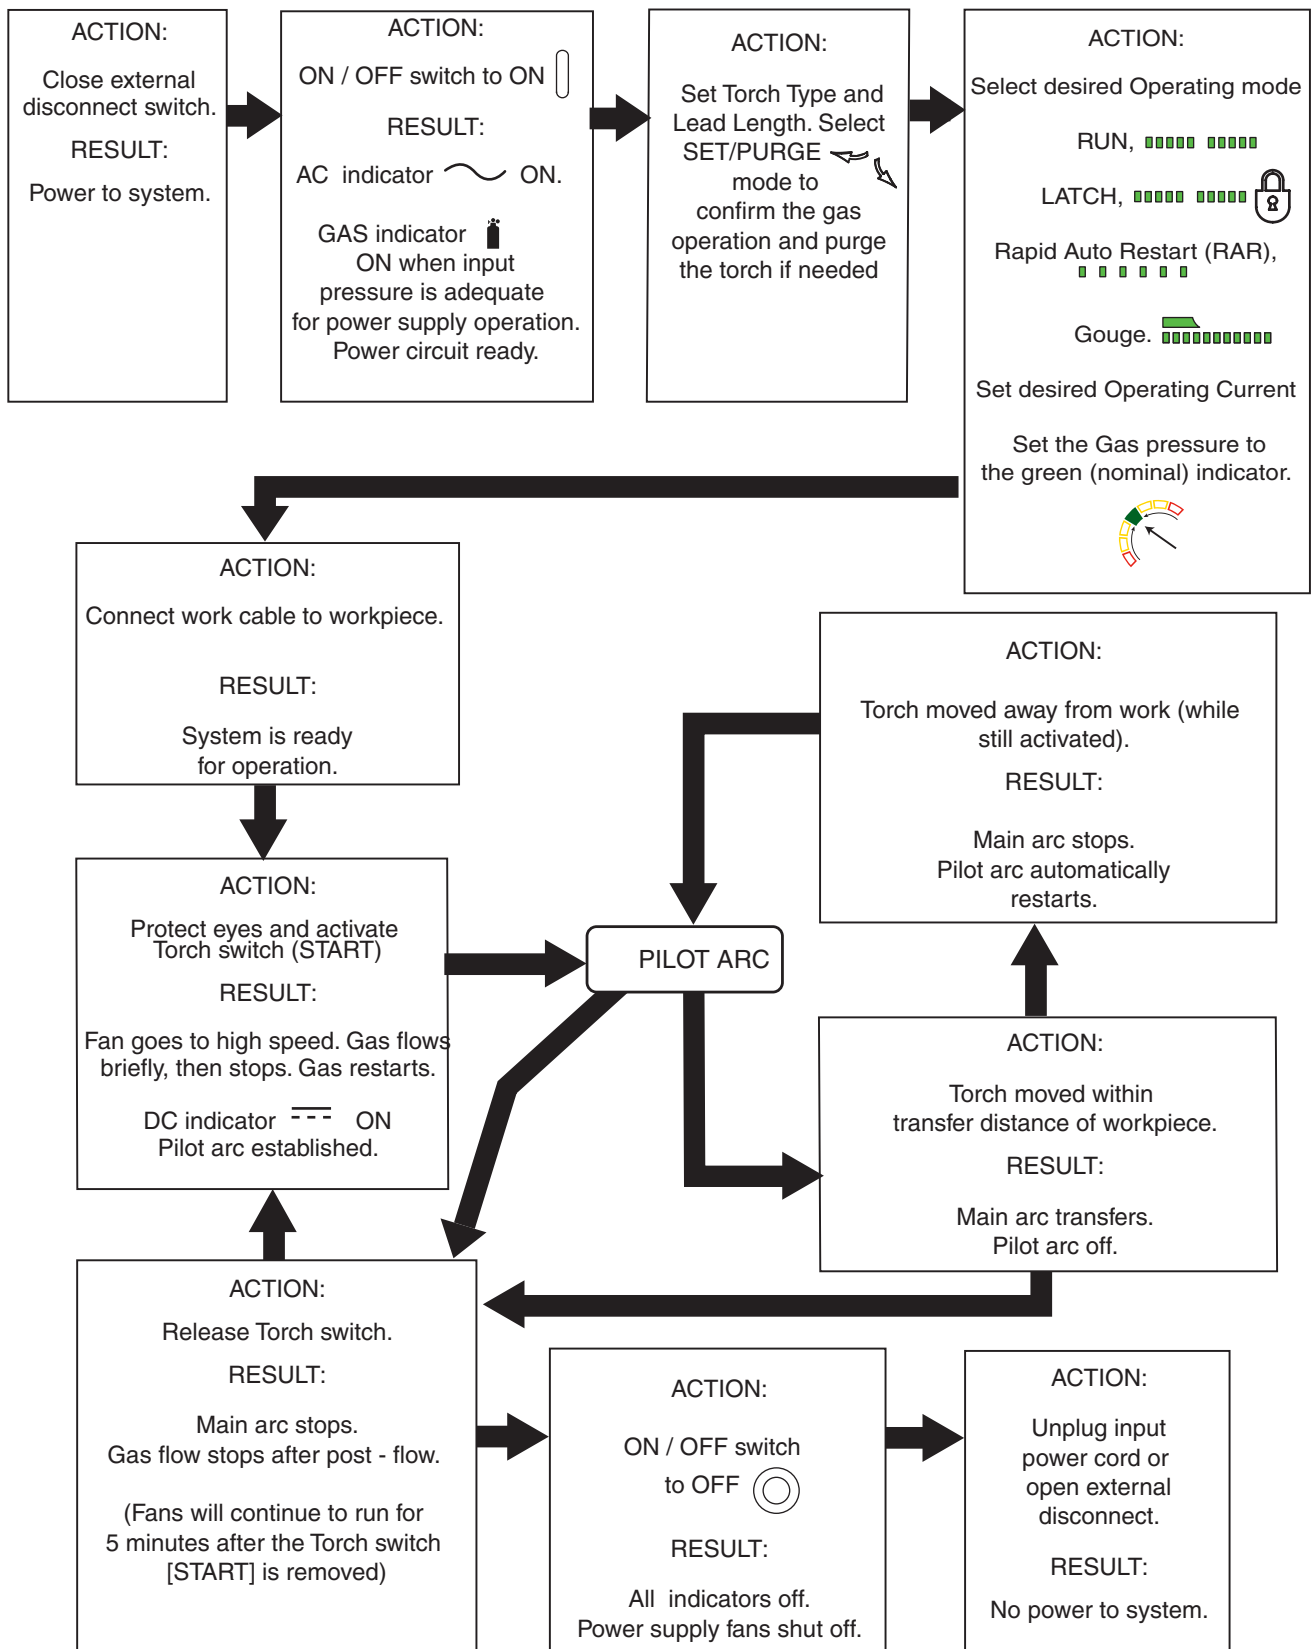 ACTION:
Close external
disconnect switch.
RESULT:
Power to system.
ACTION:
ON / OFF switch to ON
RESULT:
AC indicator ON.
GAS indicator
ON when input
pressure is adequate
for power supply operation.
Power circuit ready.
ACTION:
Set Torch Type and
Lead Length. Select
SET/PURGE
mode to
confirm the gas
operation and purge
the torch if needed
ACTION:
Select desired Operating mode
RUN,
LATCH,
Rapid Auto Restart (RAR),
Gouge.
Set desired Operating Current
Set the Gas pressure to
the green (nominal) indicator.
ACTION:
Connect work cable to workpiece.
RESULT:
System is ready
for operation.
ACTION:
Protect eyes and activate
Torch switch (START)
RESULT:
Fan goes to high speed. Gas flows
briefly, then stops. Gas restarts.
DC indicator ON
Pilot arc established.
PILOT ARC
ACTION:
Torch moved away from work (while
still activated).
RESULT:
Main arc stops.
Pilot arc automatically
restarts.
ACTION:
Torch moved within
transfer distance of workpiece.
RESULT:
Main arc transfers.
Pilot arc off.
ACTION:
Release Torch switch.
RESULT:
Main arc stops.
Gas flow stops after post - flow.
(Fans will continue to run for
5 minutes after the Torch switch
[START] is removed)
ACTION:
ON / OFF switch
to OFF
RESULT:
All indicators off.
Power supply fans shut off.
ACTION:
Unplug input
power cord or
open external
disconnect.
RESULT:
No power to system.